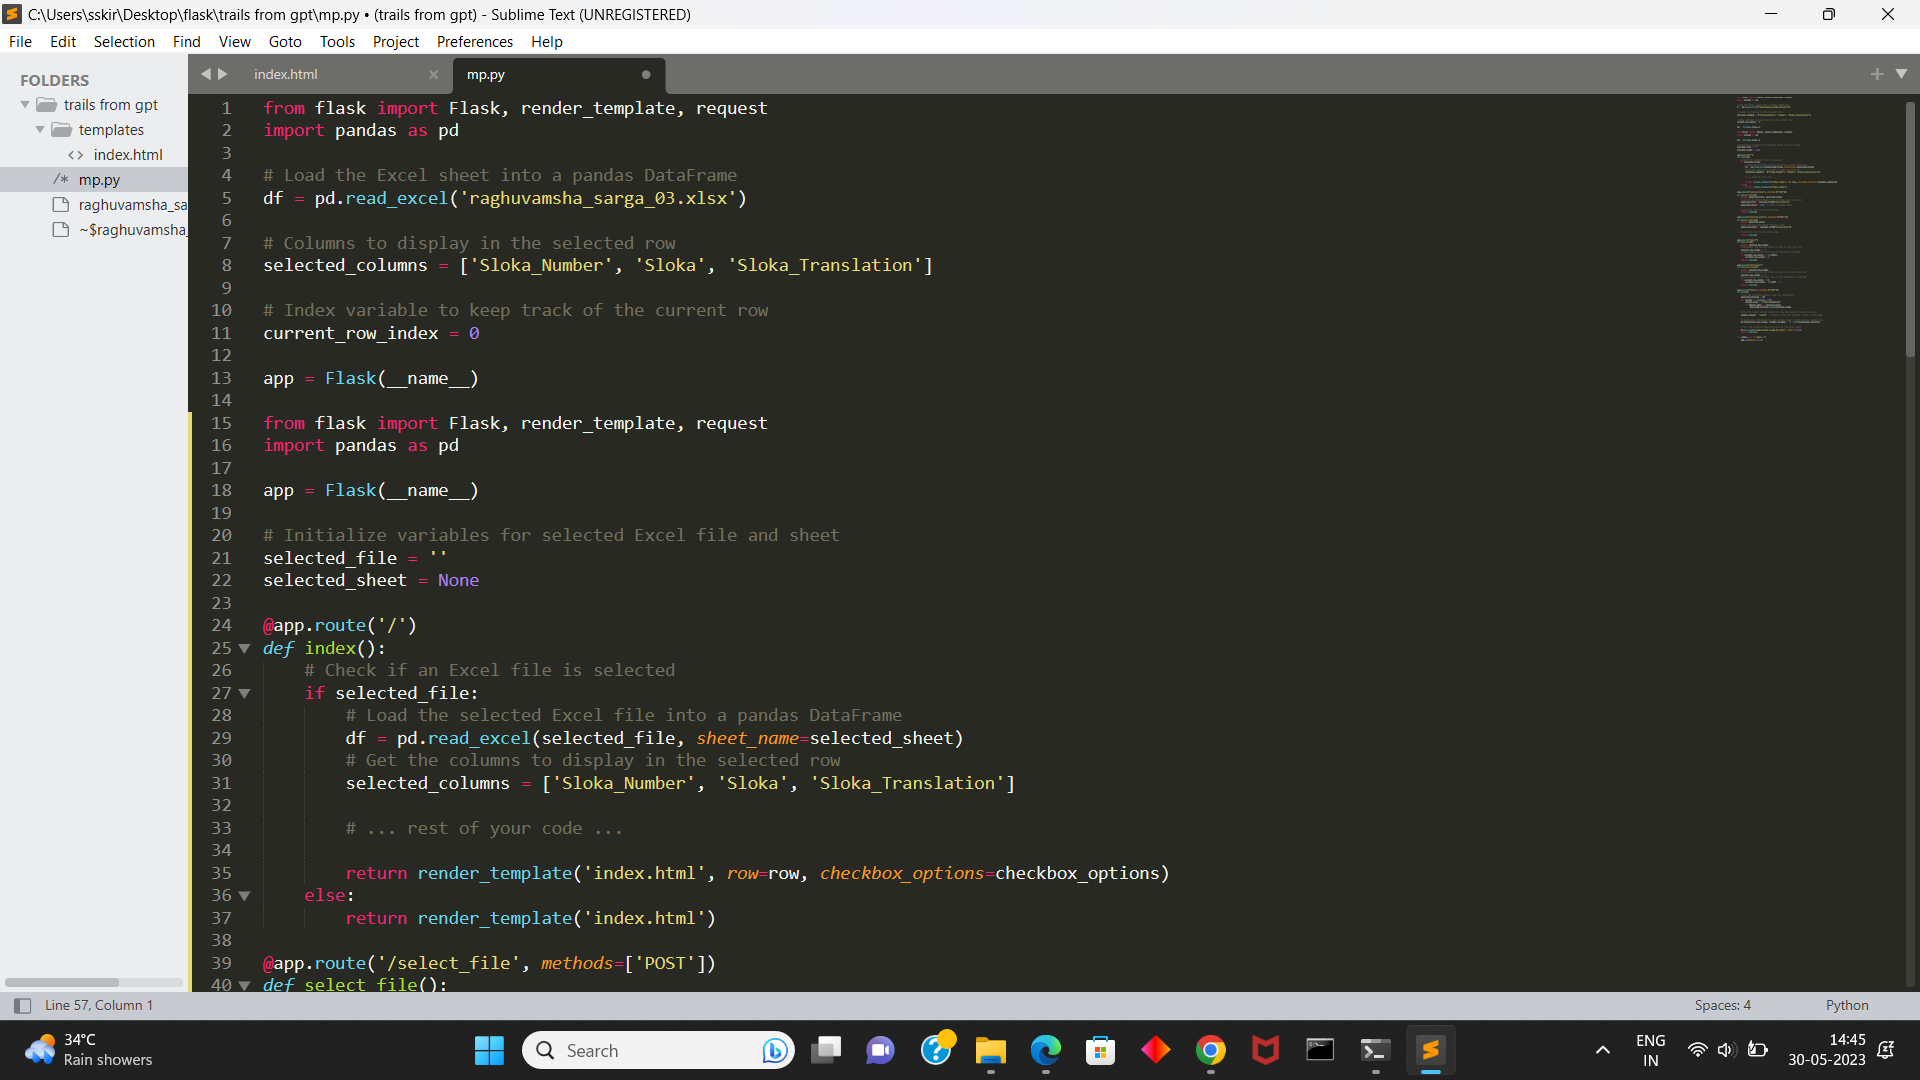 C:\Users\sskir\Desktop\flask\trails from gpt\mp.py • (trails from gpt) - Sublime Text (UNREGISTERED)
File Edit Selection Find View Goto Tools Project Preferences Help
FOLDERS
trails from gpt
templates
index.html
mp.py
raghuvamsha_sa
~$raghuvamsha_
index.html
mp.py
1 from flask import Flask, render_template, request
2 import pandas as pd
3
4 # Load the Excel sheet into a pandas DataFrame
5 df = pd.read_excel('raghuvamsha_sarga_03.xlsx')
6
7 # Columns to display in the selected row
8 selected_columns = ['Sloka_Number', 'Sloka', 'Sloka_Translation']
9
10 # Index variable to keep track of the current row
11 current_row_index = 0
12
13 app = Flask(__name__)
14
15 from flask import Flask, render_template, request
16 import pandas as pd
17
18 app = Flask(__name__)
19
20 # Initialize variables for selected Excel file and sheet
21 selected_file = ''
22 selected_sheet = None
23
24 @app.route('/')
25 def index():
26     # Check if an Excel file is selected
27     if selected_file:
28         # Load the selected Excel file into a pandas DataFrame
29         df = pd.read_excel(selected_file, sheet_name=selected_sheet)
30         # Get the columns to display in the selected row
31         selected_columns = ['Sloka_Number', 'Sloka', 'Sloka_Translation']
32
33         # ... rest of your code ...
34
35         return render_template('index.html', row=row, checkbox_options=checkbox_options)
36     else:
37         return render_template('index.html')
38
39 @app.route('/select_file', methods=['POST'])
40 def select_file():
Line 57, Column 1
Spaces: 4
Python
34°C
Rain showers
Search
ENG
IN
14:45
30-05-2023